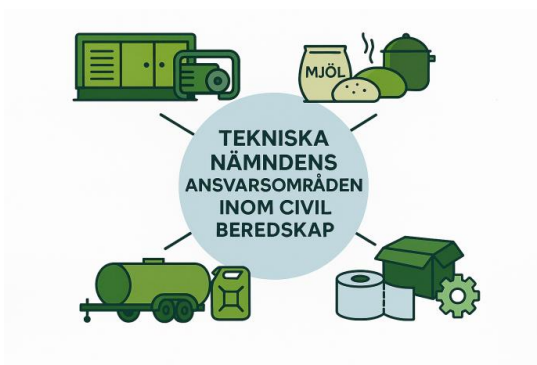 MJÖL
TEKNISKA
NÄMNDENS
ANSVARSOMRÅDEN
INOM CIVIL
BEREDSKAP